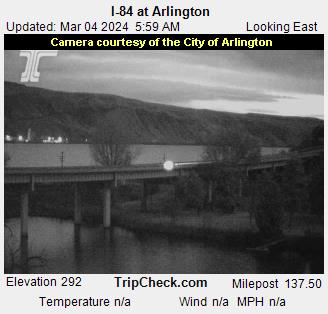 I-84 at Arlington
Updated: Mar 04 2024 5:59 AM Looking East
Camera courtesy of the City of Arlington
Elevation 292 TripCheck.com Milepost 137.50
Temperature n/a Wind n/a MPH n/a